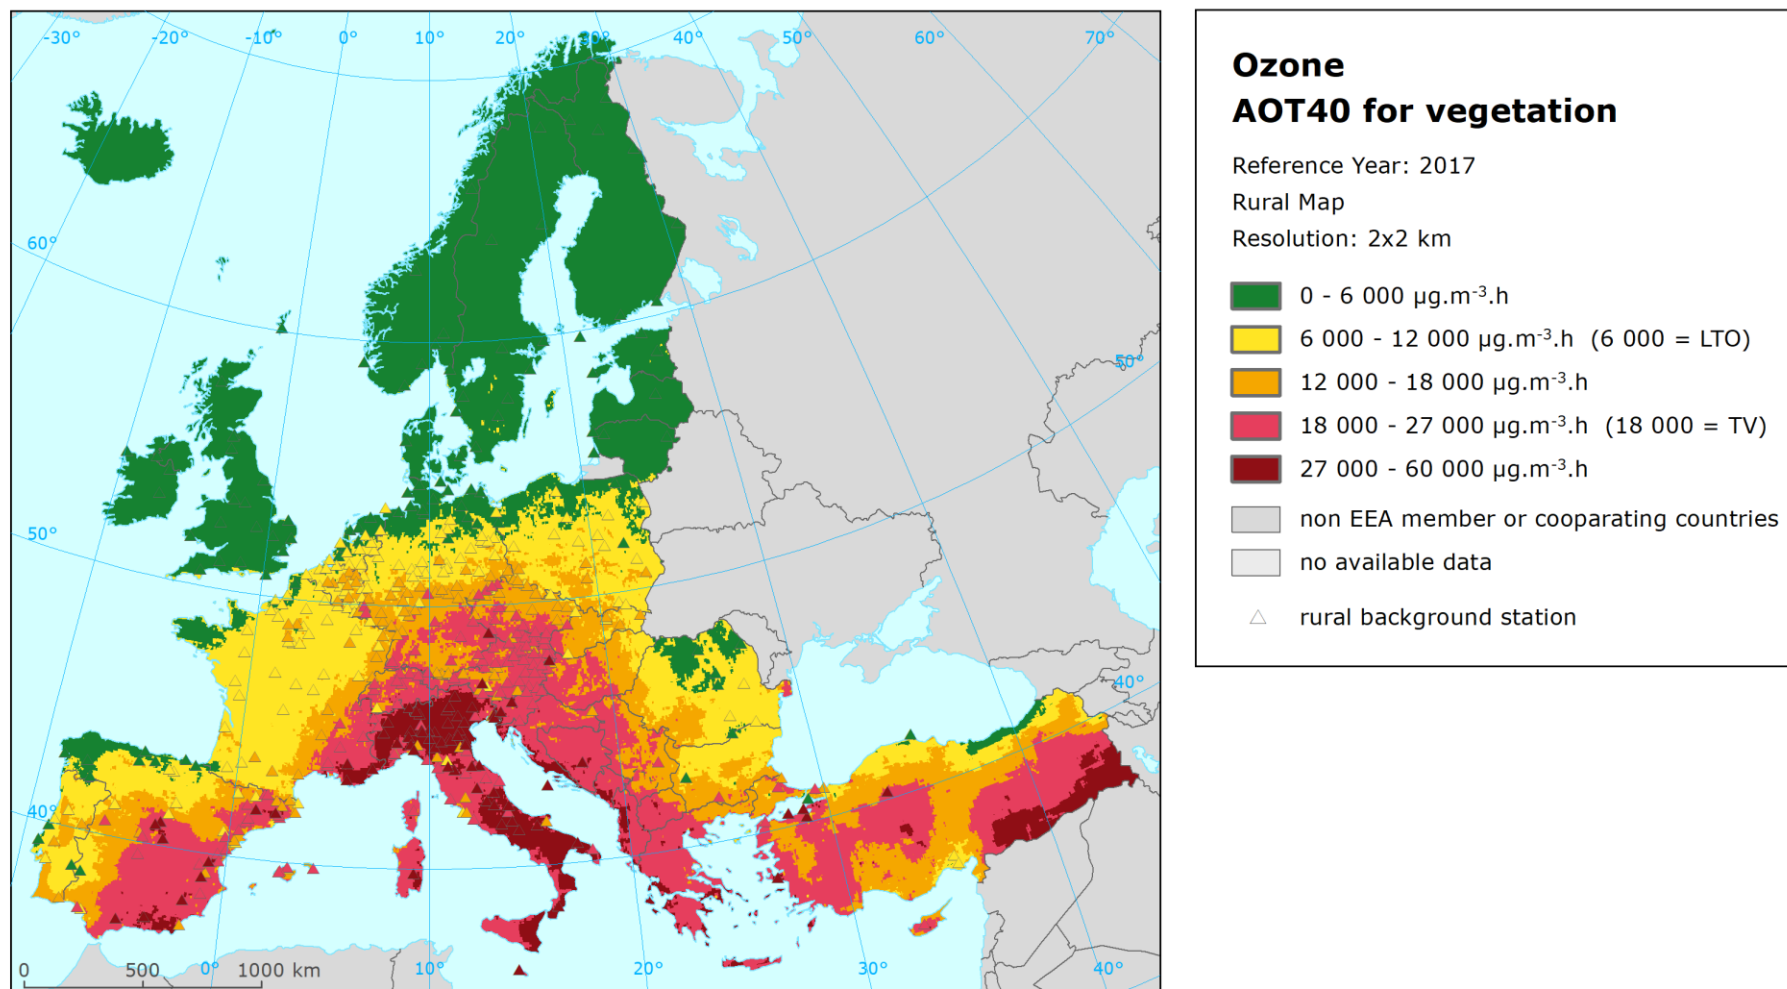 -30° -20° -10° 0° 10° 20° 30° 40° 50° 60° 70°
60°
50°
50°
40°
40°
0 500 0° 1000 km 10° 20° 30° 40°
Ozone
AOT40 for vegetation
Reference Year: 2017
Rural Map
Resolution: 2x2 km
0 - 6 000 µg.m-3.h
6 000 - 12 000 µg.m-3.h (6 000 = LTO)
12 000 - 18 000 µg.m-3.h
18 000 - 27 000 µg.m-3.h (18 000 = TV)
27 000 - 60 000 µg.m-3.h
non EEA member or cooparating countries
no available data
rural background station